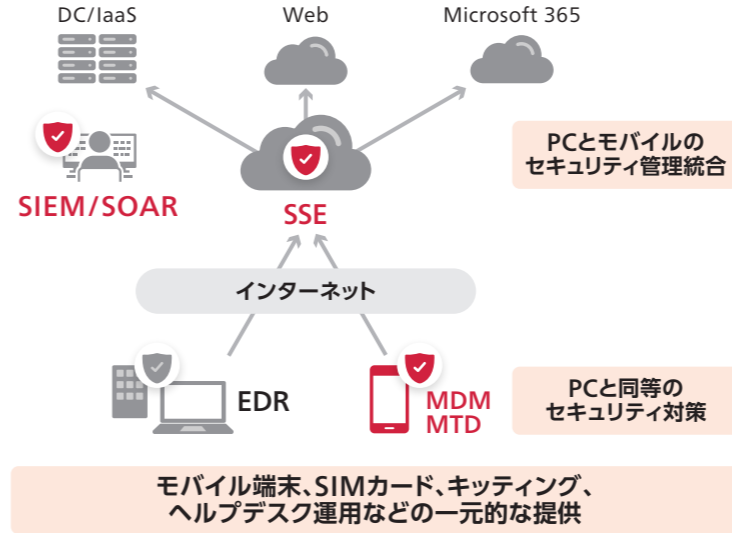 DC/IaaS
Web
Microsoft 365
SIEM/SOAR
SSE
PCとモバイルの
セキュリティ管理統合
インターネット
EDR
MDM
MTD
PCと同等の
セキュリティ対策
モバイル端末、SIMカード、キッティング、
ヘルプデスク運用などの一元的な提供